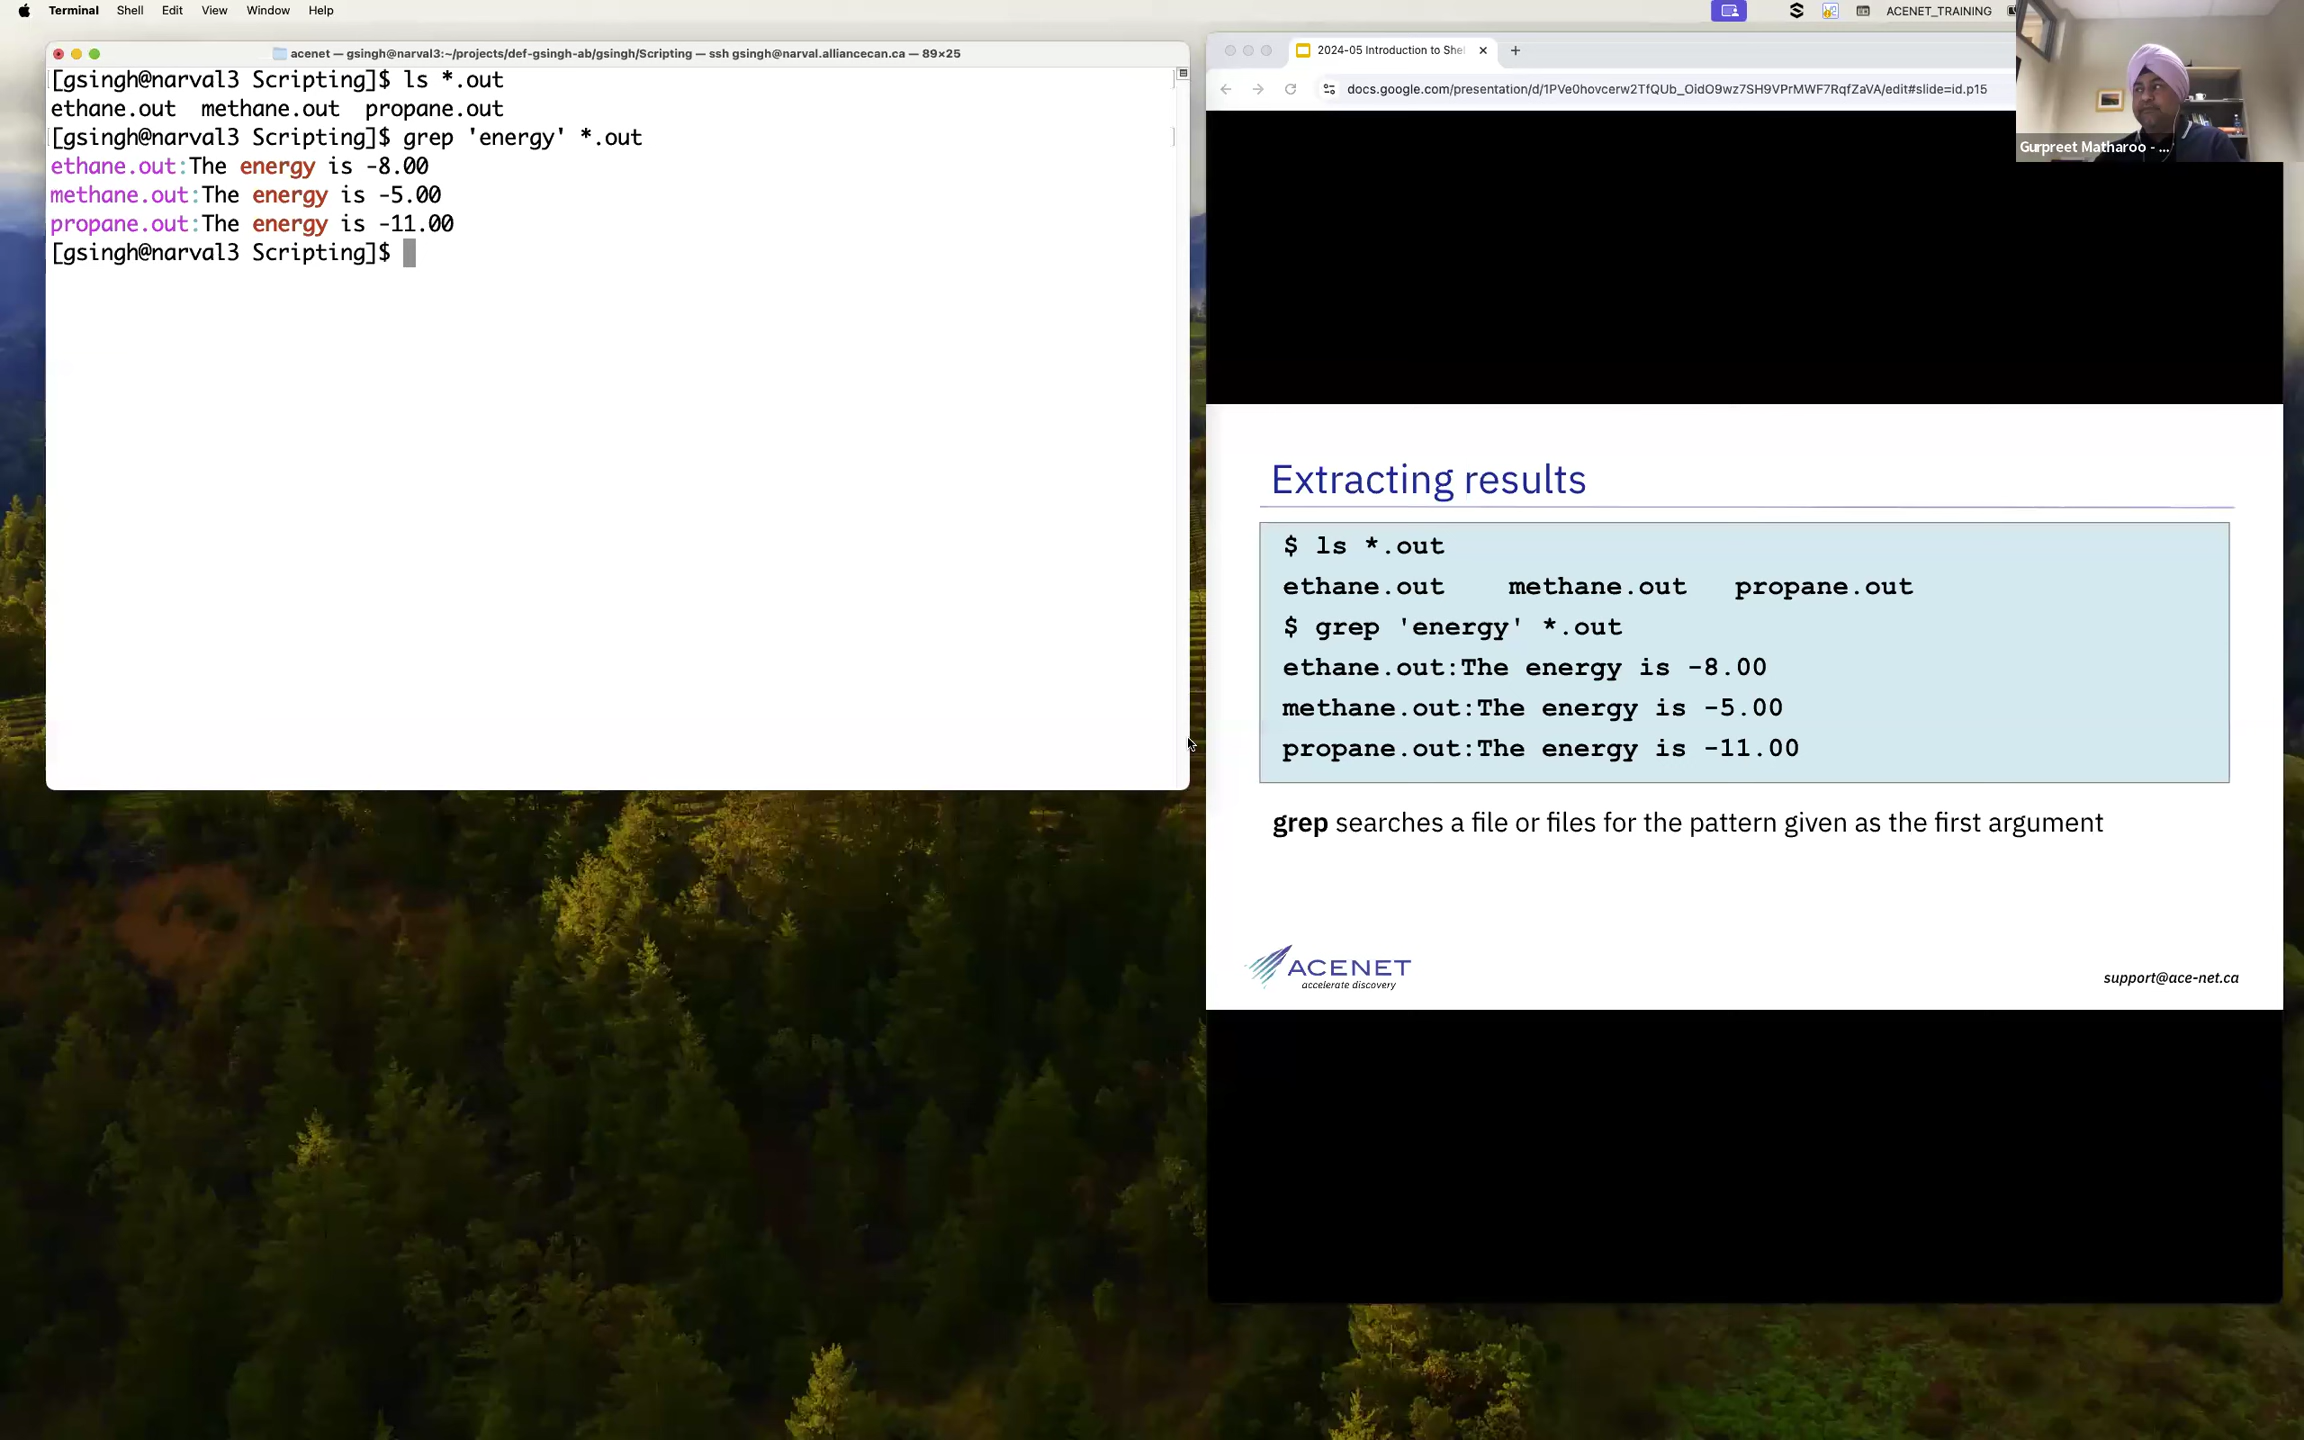 Terminal Shell Edit View Window Help
ACENET_TRAINING
acenet — gsingh@narval3:~/projects/def-gsingh-ab/gsingh/Scripting — ssh gsingh@narval.alliancecan.ca — 89×25
[gsingh@narval3 Scripting]$ ls *.out
ethane.out methane.out propane.out
[gsingh@narval3 Scripting]$ grep 'energy' *.out
ethane.out:The energy is -8.00
methane.out:The energy is -5.00
propane.out:The energy is -11.00
[gsingh@narval3 Scripting]$
2024-05 Introduction to Shel
docs.google.com/presentation/d/1PVe0hovcerw2TfQUb_OidO9wz7SH9VPrMWF7RqfZaVA/edit#slide=id.p15
Gurpreet Matharoo - ...
Extracting results
$ ls *.out
ethane.out methane.out propane.out
$ grep 'energy' *.out
ethane.out:The energy is -8.00
methane.out:The energy is -5.00
propane.out:The energy is -11.00
grep searches a file or files for the pattern given as the first argument
ACENET
accelerate discovery
support@ace-net.ca